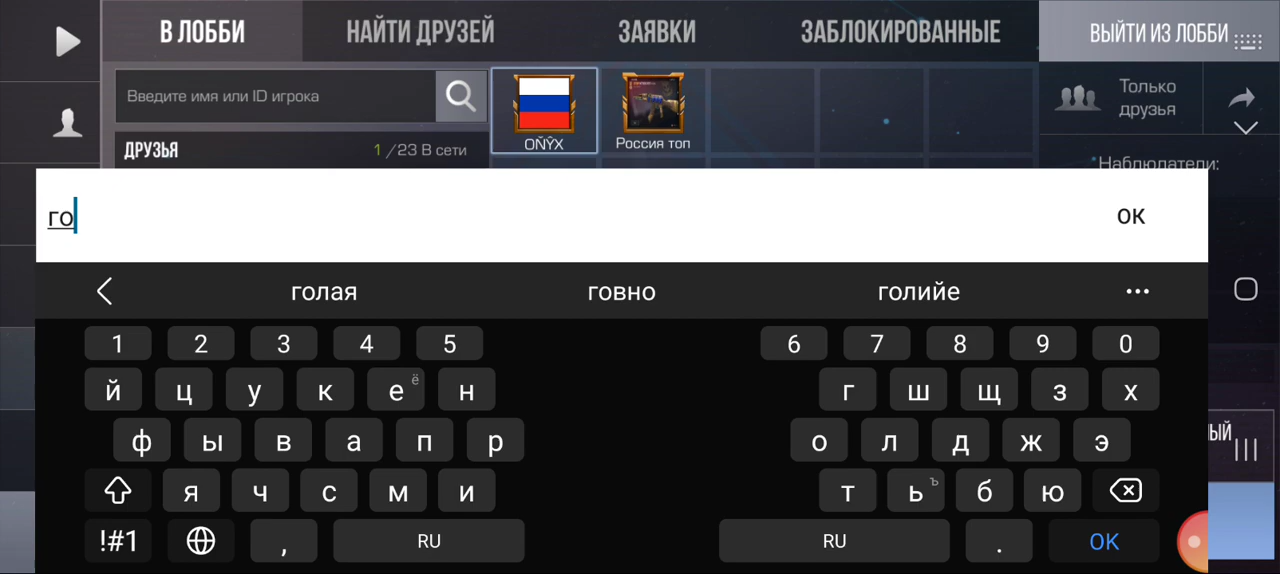 В ЛОББИ НАЙТИ ДРУЗЕЙ ЗАЯВКИ ЗАБЛОКИРОВАННЫЕ ВЫЙТИ ИЗ ЛОББИ
Введите имя или ID игрока
Только
друзья
ДРУЗЬЯ 1 /23 В сети
OŇŶX
Россия топ
Наблюдатели:
го
ОК
голая говно голийе
1 2 3 4 5 6 7 8 9 0
й ц у к е ё н г ш щ з х
ф ы в а п р о л д ж э
ый
я ч с м и т ь ъ б ю
!#1 , RU RU . OK